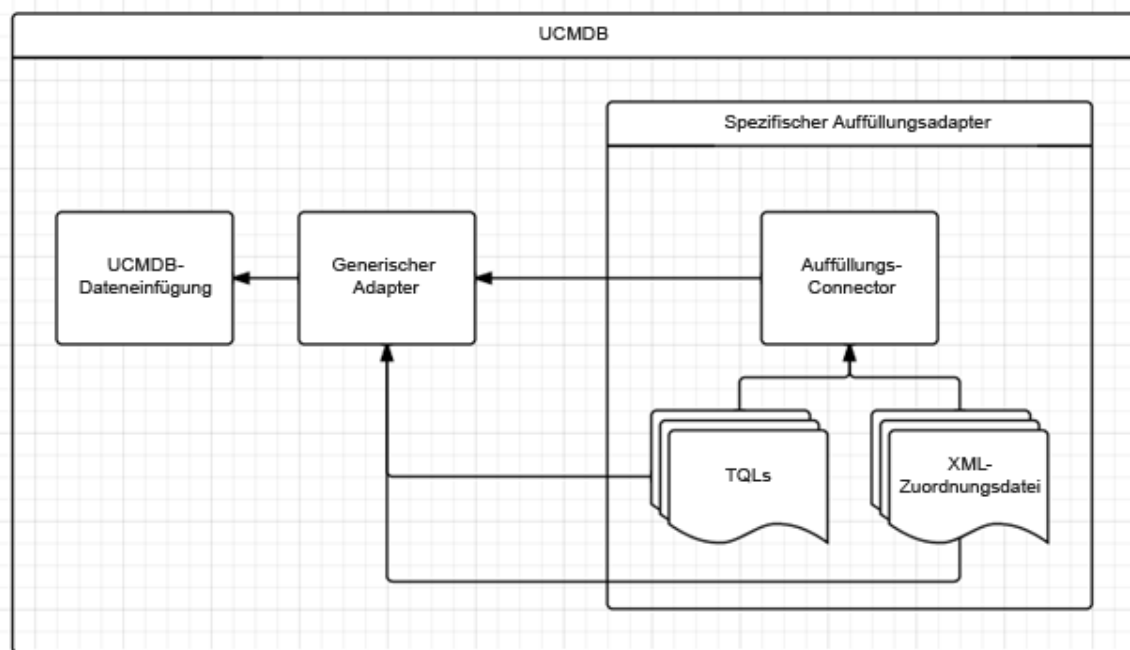 UCMDB
Spezifischer Auffüllungsadapter
UCMDB-
Dateneinfügung
Generischer
Adapter
Auffüllungs-
Connector
TQLs
XML-
Zuordnungsdatei